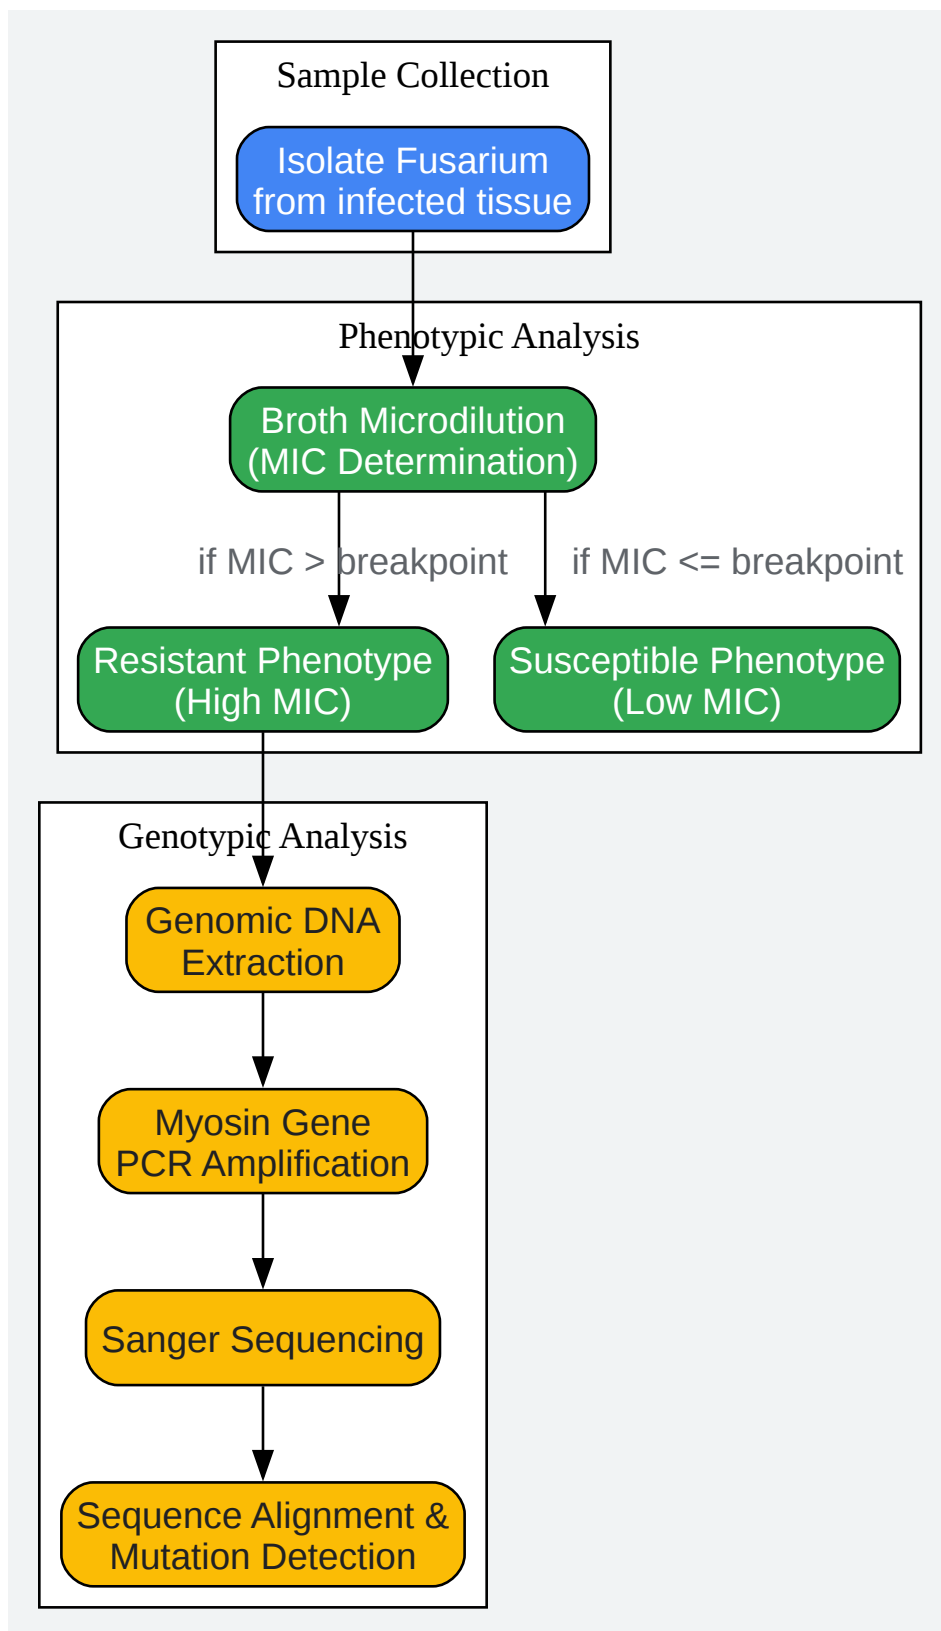 Sample Collection
Isolate Fusarium
from infected tissue
Phenotypic Analysis
Broth Microdilution
(MIC Determination)
if MIC > breakpoint
if MIC <= breakpoint
Resistant Phenotype
(High MIC)
Susceptible Phenotype
(Low MIC)
Genotypic Analysis
Genomic DNA
Extraction
Myosin Gene
PCR Amplification
Sanger Sequencing
Sequence Alignment &
Mutation Detection